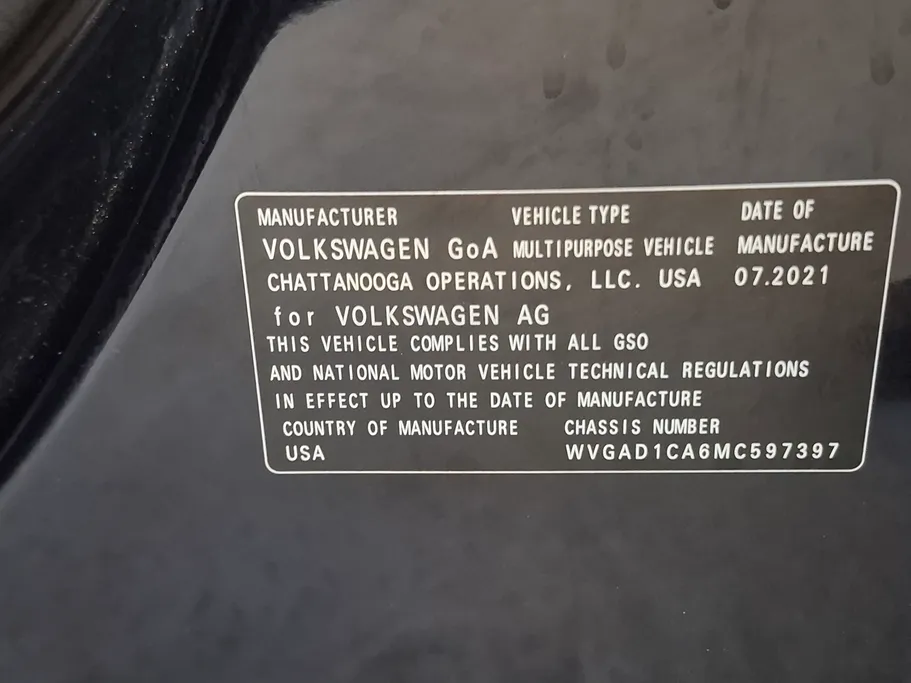 MANUFACTURER VEHICLE TYPE DATE OF
VOLKSWAGEN GoA MULTIPURPOSE VEHICLE MANUFACTURE
CHATTANOOGA OPERATIONS, LLC. USA 07.2021
for VOLKSWAGEN AG
THIS VEHICLE COMPLIES WITH ALL GSO
AND NATIONAL MOTOR VEHICLE TECHNICAL REGULATIONS
IN EFFECT UP TO THE DATE OF MANUFACTURE
COUNTRY OF MANUFACTURE CHASSIS NUMBER
USA WVGAD1CA6MC597397